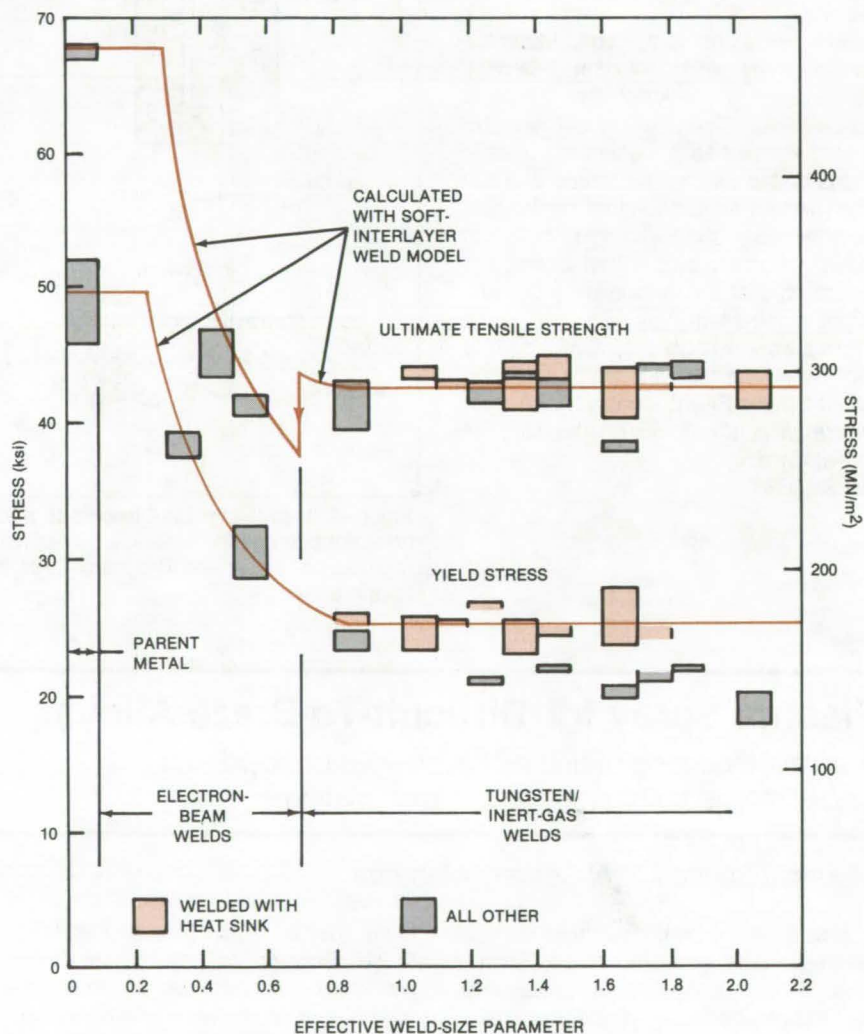 70
60
50
40
30
20
10
0
STRESS (ksi)
400
300
200
100
0
STRESS (MN/m²)
CALCULATED
WITH SOFT-
INTERLAYER
WELD MODEL
ULTIMATE TENSILE STRENGTH
YIELD STRESS
PARENT
METAL
ELECTRON-
BEAM
WELDS
TUNGSTEN/
INERT-GAS
WELDS
WELDED WITH
HEAT SINK
ALL OTHER
0 0.2 0.4 0.6 0.8 1.0 1.2 1.4 1.6 1.8 2.0 2.2
EFFECTIVE WELD-SIZE PARAMETER